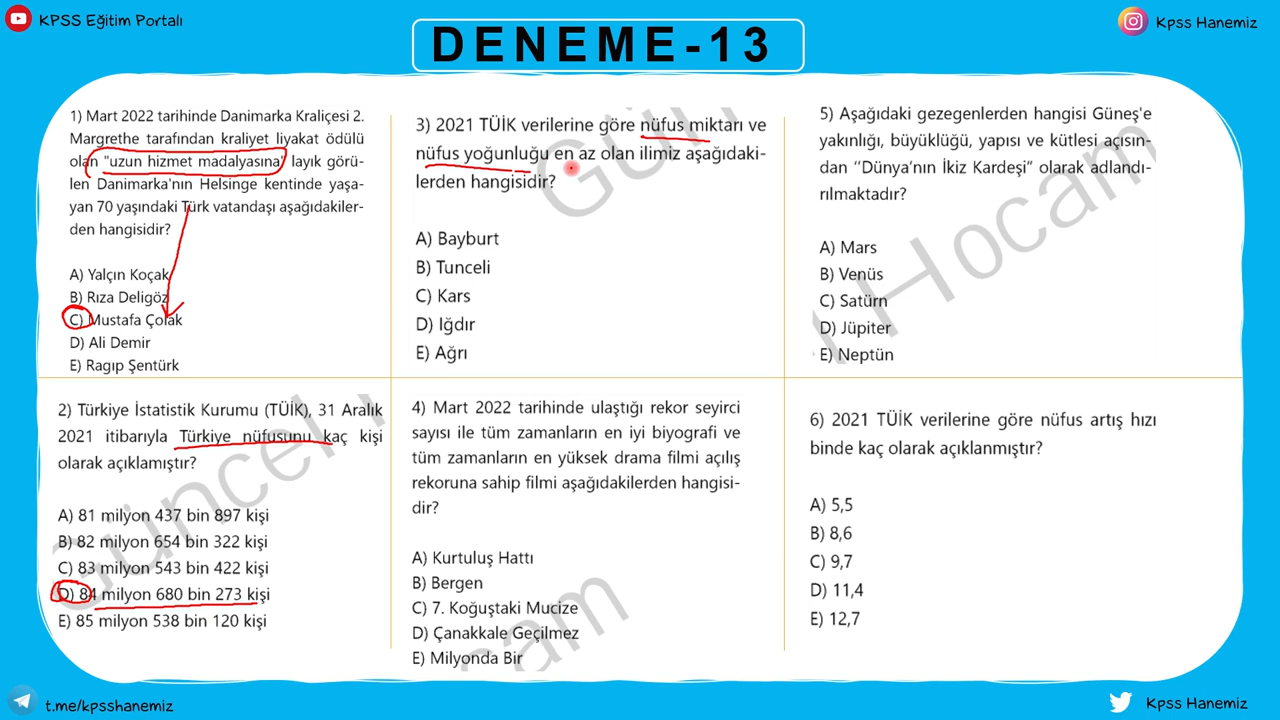 KPSS Eğitim Portalı
DENEME-13
Kpss Hanemiz
1) Mart 2022 tarihinde Danimarka Kraliçesi 2.
Margrethe tarafından kraliyet liyakat ödülü
olan "uzun hizmet madalyasına" layık görü-
len Danimarka'nın Helsinge kentinde yaşa-
yan 70 yaşındaki Türk vatandaşı aşağıdakiler-
den hangisidir?
A) Yalçın Koçak
B) Rıza Deligöz
C) Mustafa Çolak
D) Ali Demir
E) Ragıp Şentürk
2) Türkiye İstatistik Kurumu (TÜİK), 31 Aralık
2021 itibarıyla Türkiye nüfusunu kaç kişi
olarak açıklamıştır?
A) 81 milyon 437 bin 897 kişi
B) 82 milyon 654 bin 322 kişi
C) 83 milyon 543 bin 422 kişi
D) 84 milyon 680 bin 273 kişi
E) 85 milyon 538 bin 120 kişi
3) 2021 TÜİK verilerine göre nüfus miktarı ve
nüfus yoğunluğu en az olan ilimiz aşağıdaki-
lerden hangisidir?
A) Bayburt
B) Tunceli
C) Kars
D) Iğdır
E) Ağrı
4) Mart 2022 tarihinde ulaştığı rekor seyirci
sayısı ile tüm zamanların en iyi biyografi ve
tüm zamanların en yüksek drama filmi açılış
rekoruna sahip filmi aşağıdakilerden hangisi-
dir?
A) Kurtuluş Hattı
B) Bergen
C) 7. Koğuştaki Mucize
D) Çanakkale Geçilmez
E) Milyonda Bir
5) Aşağıdaki gezegenlerden hangisi Güneş'e
yakınlığı, büyüklüğü, yapısı ve kütlesi açısın-
dan ‘‘Dünya’nın İkiz Kardeşi” olarak adlandı-
rılmaktadır?
A) Mars
B) Venüs
C) Satürn
D) Jüpiter
E) Neptün
6) 2021 TÜİK verilerine göre nüfus artış hızı
binde kaç olarak açıklanmıştır?
A) 5,5
B) 8,6
C) 9,7
D) 11,4
E) 12,7
Güncel
Gün
Hocam
cam
t.me/kpsshanemiz
Kpss Hanemiz